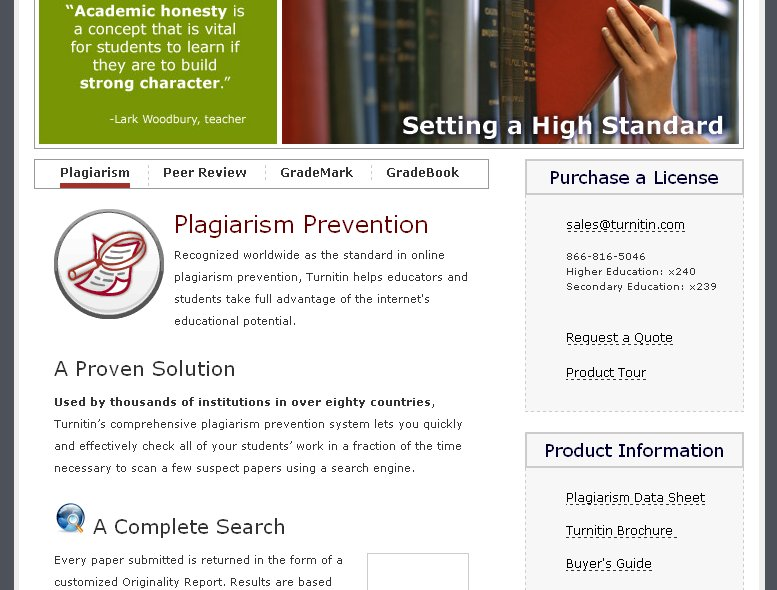 “Academic honesty is
a concept that is vital
for students to learn if
they are to build
strong character.”
-Lark Woodbury, teacher
Setting a High Standard
Plagiarism
Peer Review
GradeMark
GradeBook
Plagiarism Prevention
Recognized worldwide as the standard in online
plagiarism prevention, Turnitin helps educators and
students take full advantage of the internet's
educational potential.
A Proven Solution
Used by thousands of institutions in over eighty countries,
Turnitin’s comprehensive plagiarism prevention system lets you quickly
and effectively check all of your students’ work in a fraction of the time
necessary to scan a few suspect papers using a search engine.
A Complete Search
Every paper submitted is returned in the form of a
customized Originality Report. Results are based
Purchase a License
sales@turnitin.com
866-816-5046
Higher Education: x240
Secondary Education: x239
Request a Quote
Product Tour
Product Information
Plagiarism Data Sheet
Turnitin Brochure
Buyer's Guide